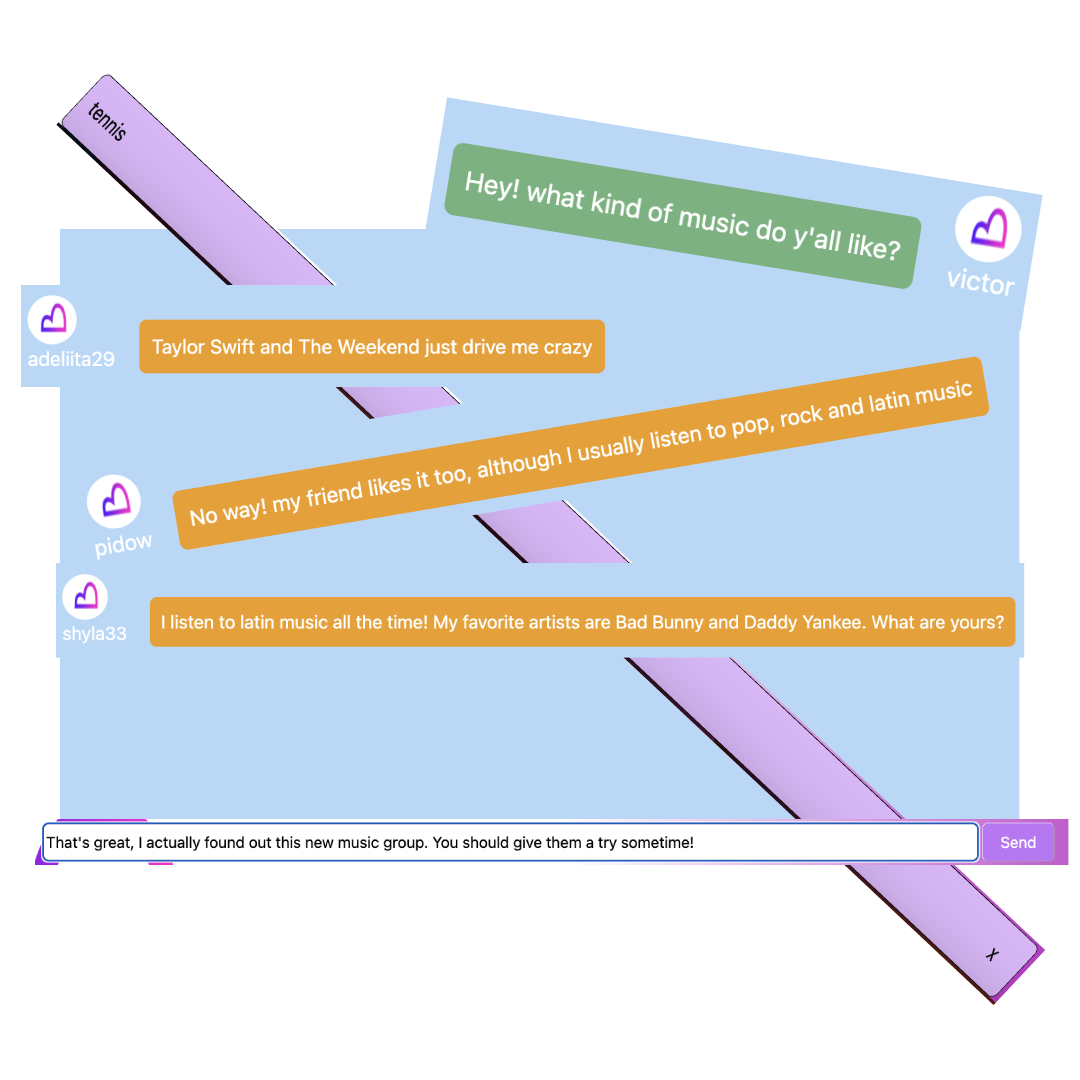 tennis
Hey! what kind of music do y'all like?
victor
adeliita29
Taylor Swift and The Weekend just drive me crazy
No way! my friend likes it too, although I usually listen to pop, rock and latin music
pidow
I listen to latin music all the time! My favorite artists are Bad Bunny and Daddy Yankee. What are yours?
shyla33
That's great, I actually found out this new music group. You should give them a try sometime!
Send
x